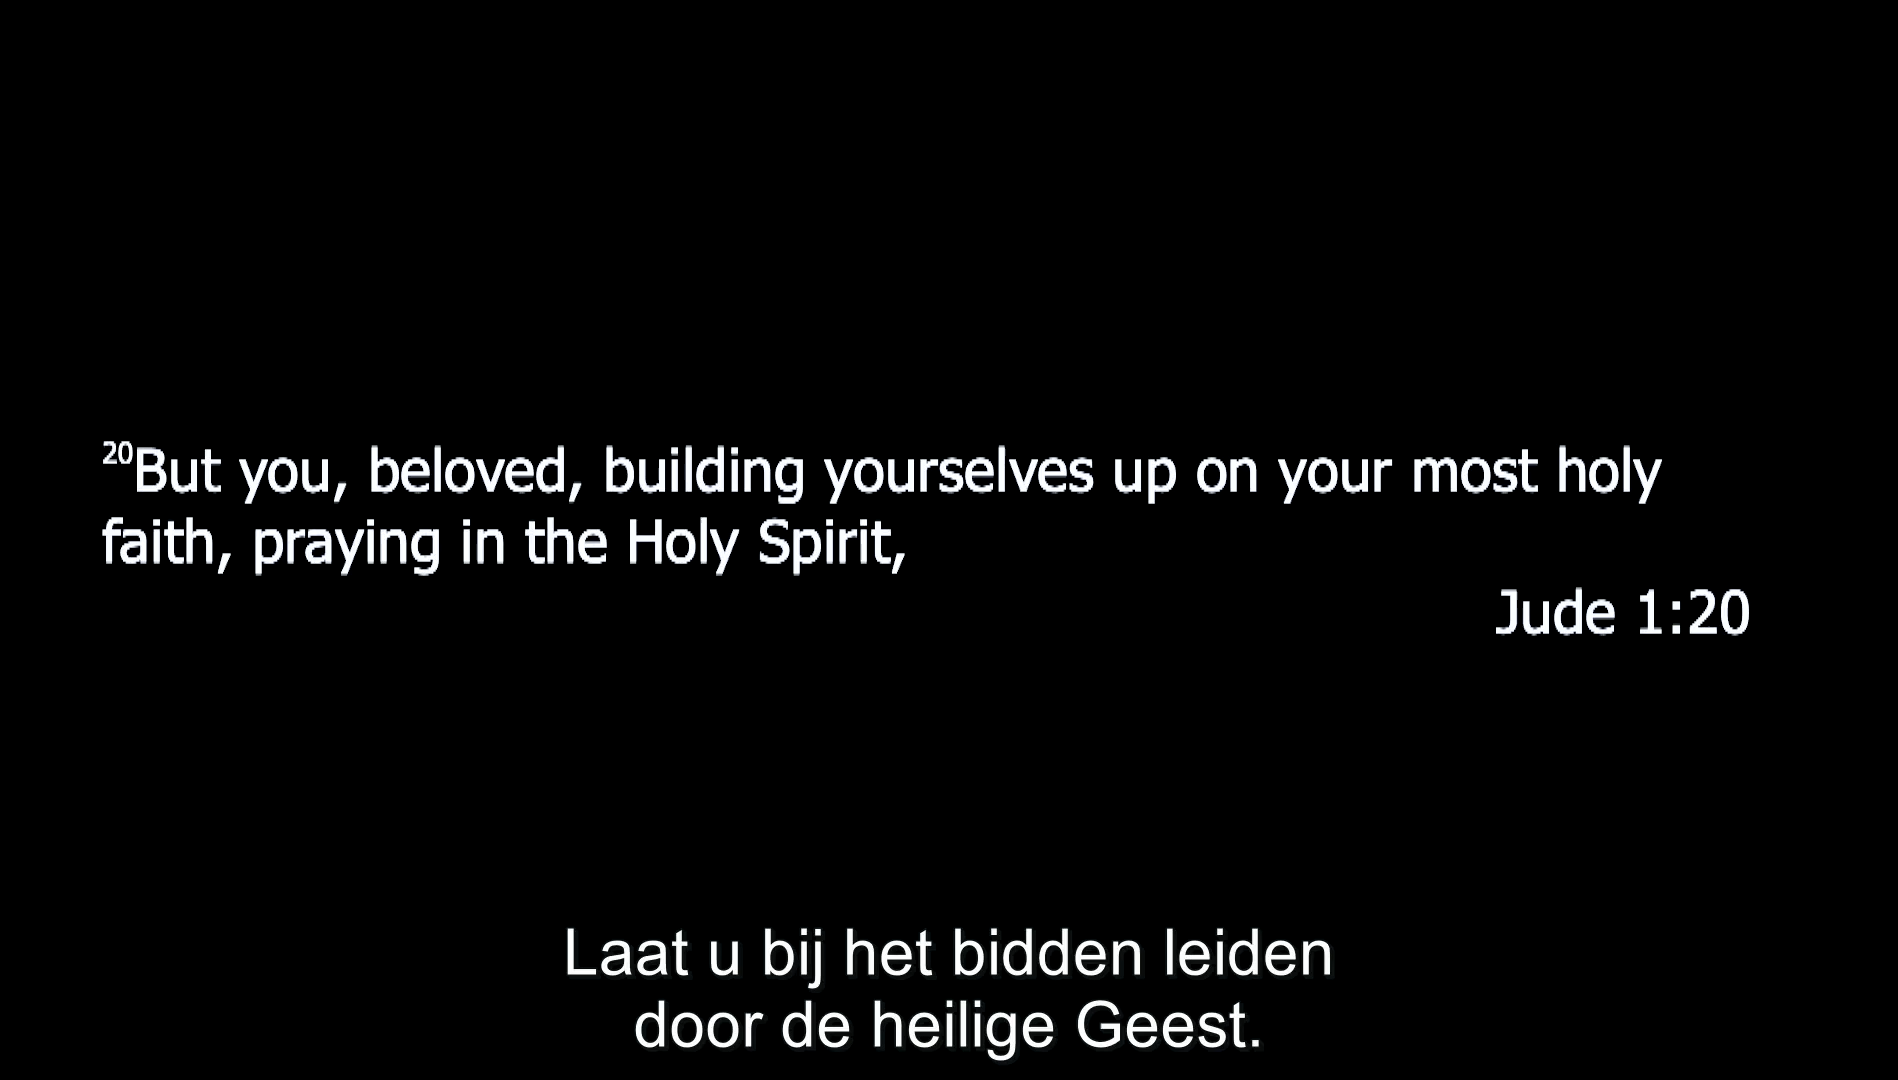 20But you, beloved, building yourselves up on your most holy
faith, praying in the Holy Spirit,
Jude 1:20
Laat u bij het bidden leiden
door de heilige Geest.